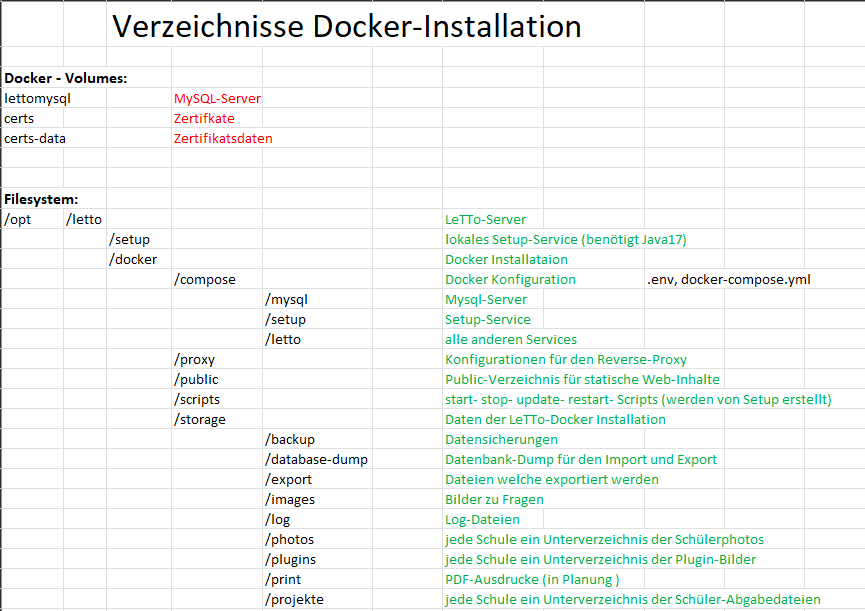 Verzeichnisse Docker-Installation
Docker - Volumes:
lettomysql MySQL-Server
certs Zertifkate
certs-data Zertifikatsdaten
Filesystem:
/opt /letto LeTTo-Server
/setup lokales Setup-Service (benötigt Java17)
/docker Docker Installataion
/compose Docker Konfiguration .env, docker-compose.yml
/mysql Mysql-Server
/setup Setup-Service
/letto alle anderen Services
/proxy Konfigurationen für den Reverse-Proxy
/public Public-Verzeichnis für statische Web-Inhalte
/scripts start- stop- update- restart- Scripts (werden von Setup erstellt)
/storage Daten der LeTTo-Docker Installation
/backup Datensicherungen
/database-dump Datenbank-Dump für den Import und Export
/export Dateien welche exportiert werden
/images Bilder zu Fragen
/log Log-Dateien
/photos jede Schule ein Unterverzeichnis der Schülerphotos
/plugins jede Schule ein Unterverzeichnis der Plugin-Bilder
/print PDF-Ausdrucke (in Planung )
/projekte jede Schule ein Unterverzeichnis der Schüler-Abgabedateien